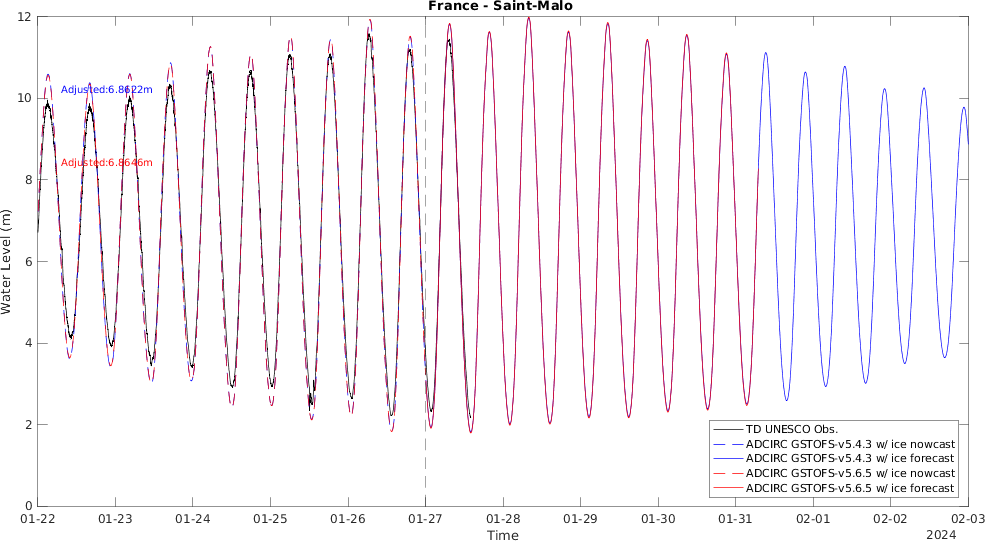 France - Saint-Malo
12
10
8
6
4
2
0
Water Level (m)
Adjusted:6.8622m
Adjusted:6.8646m
TD UNESCO Obs.
ADCIRC GSTOFS-v5.4.3 w/ ice nowcast
ADCIRC GSTOFS-v5.4.3 w/ ice forecast
ADCIRC GSTOFS-v5.6.5 w/ ice nowcast
ADCIRC GSTOFS-v5.6.5 w/ ice forecast
01-22 01-23 01-24 01-25 01-26 01-27 01-28 01-29 01-30 01-31 02-01 02-02 02-03
Time
2024